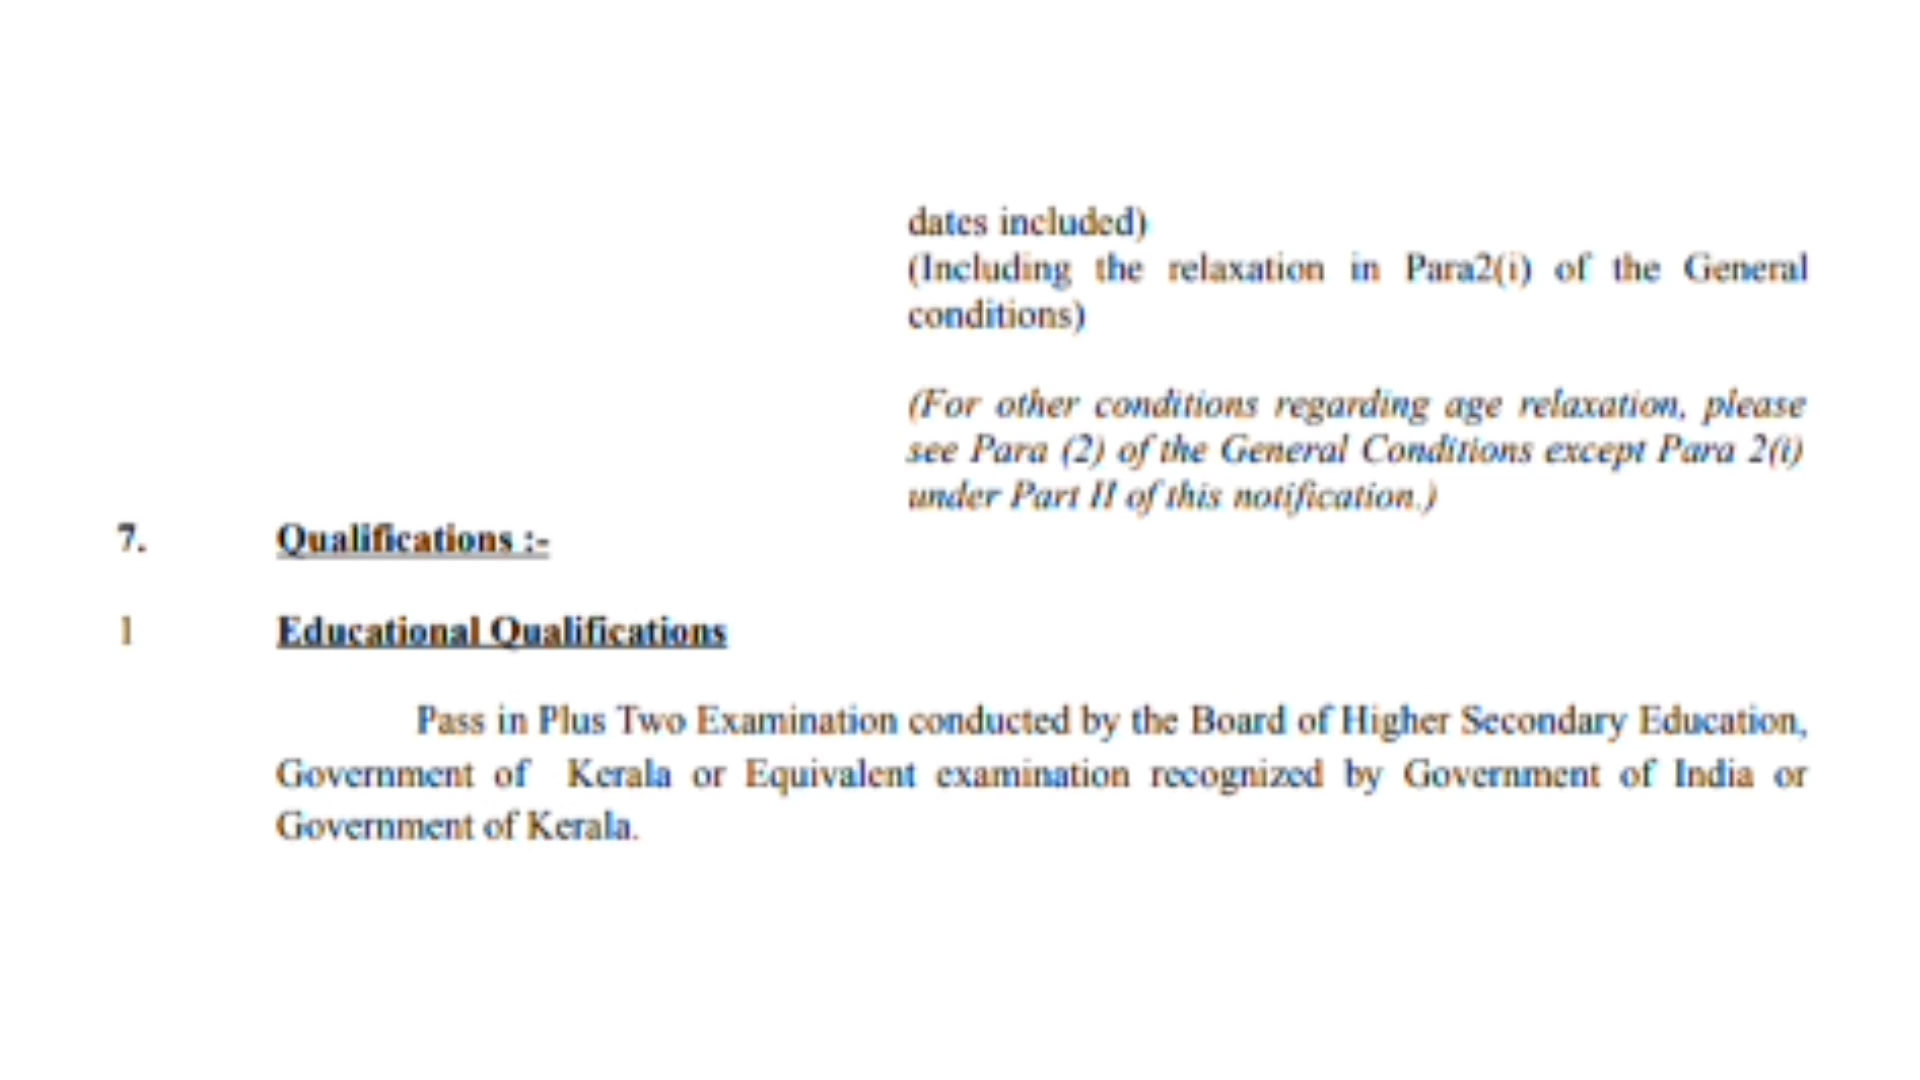 dates included)
(Including the relaxation in Para2(i) of the General
conditions)
(For other conditions regarding age relaxation, please
see Para (2) of the General Conditions except Para 2(i)
under Part II of this notification.)
7. Qualifications :-
1 Educational Qualifications
Pass in Plus Two Examination conducted by the Board of Higher Secondary Education,
Government of Kerala or Equivalent examination recognized by Government of India or
Government of Kerala.